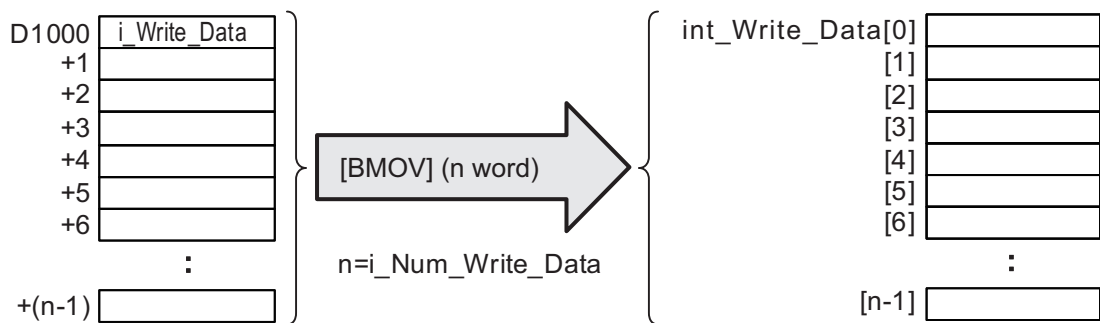 D1000 i_Write_Data int_Write_Data[0]
+1 [1]
+2 [2]
+3 [3]
+4 [BMOV] (n word) [4]
+5 [5]
+6 [6]
: n=i_Num_Write_Data :
+(n-1) [n-1]